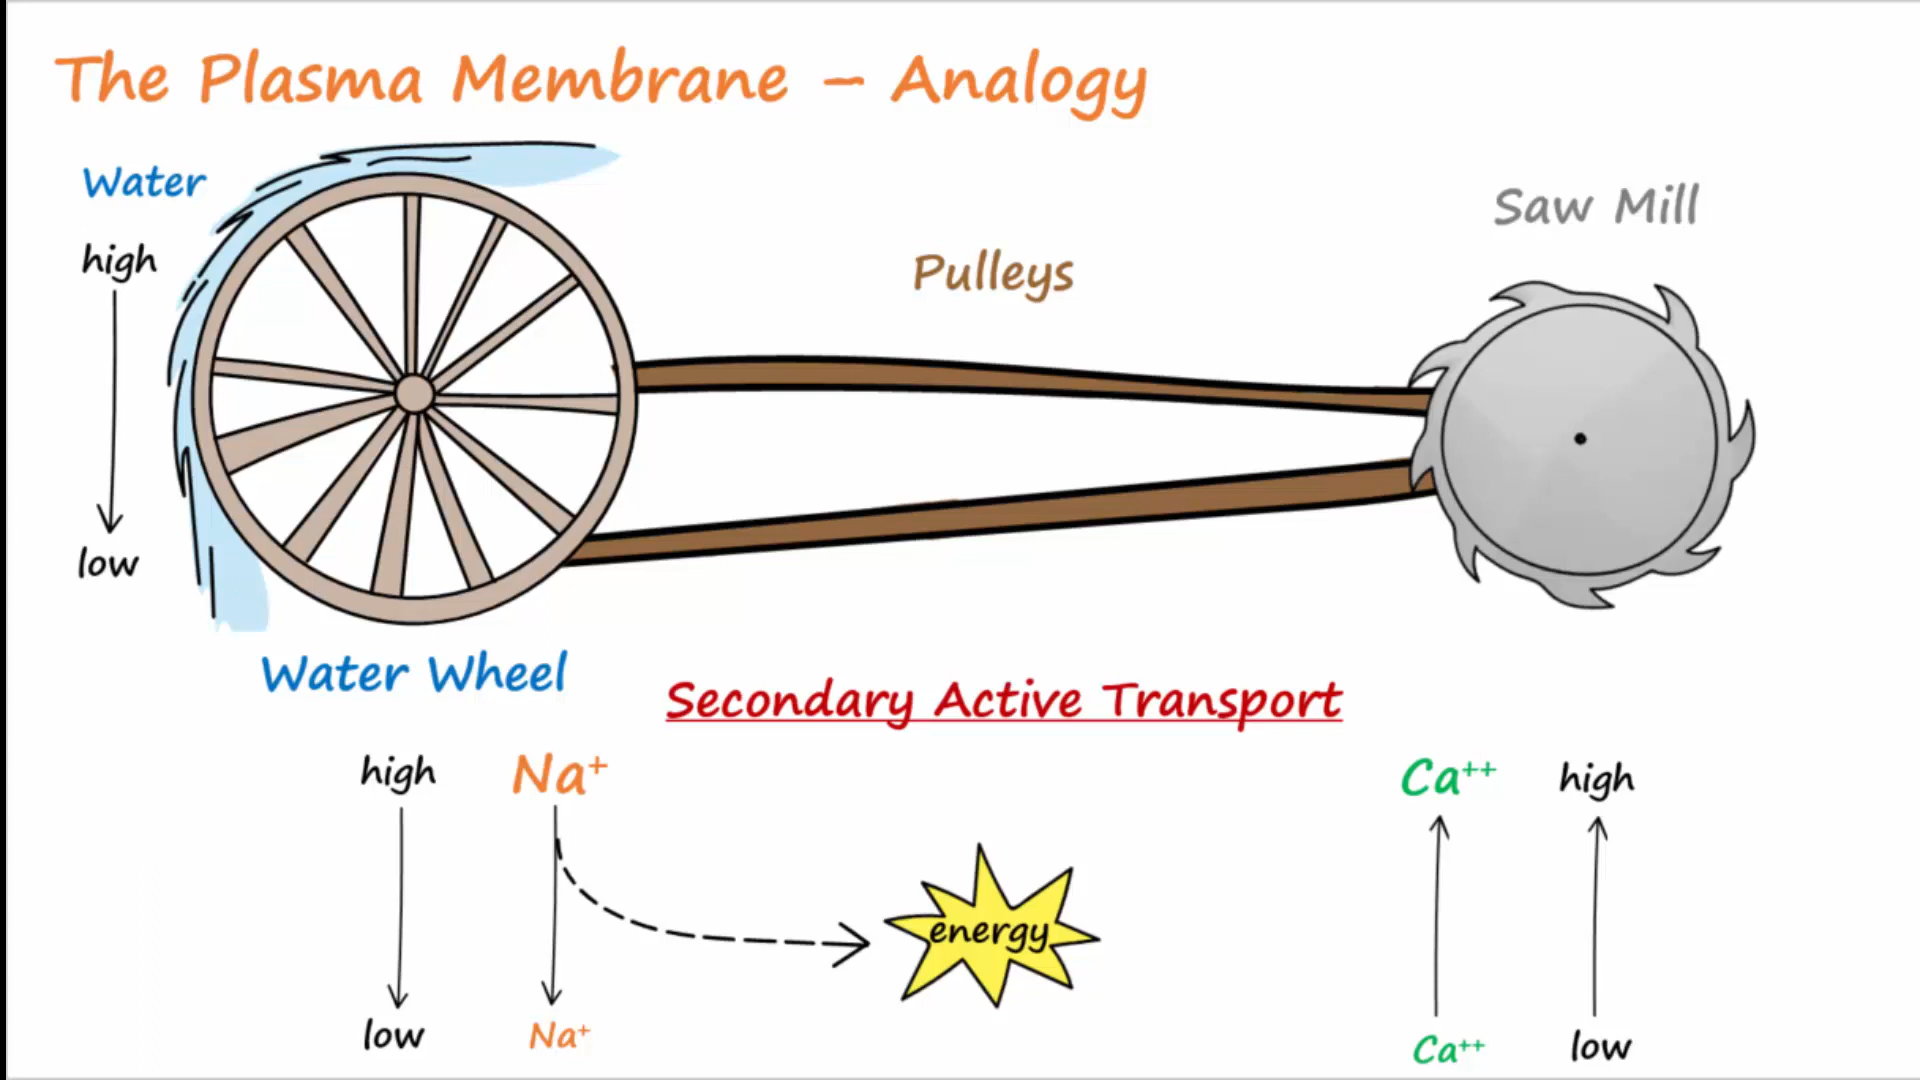 The Plasma Membrane – Analogy
Water
high
low
Water Wheel
Pulleys
Saw Mill
Secondary Active Transport
high Na⁺
energy
low Na⁺
Ca⁺⁺ high
Ca⁺⁺ low